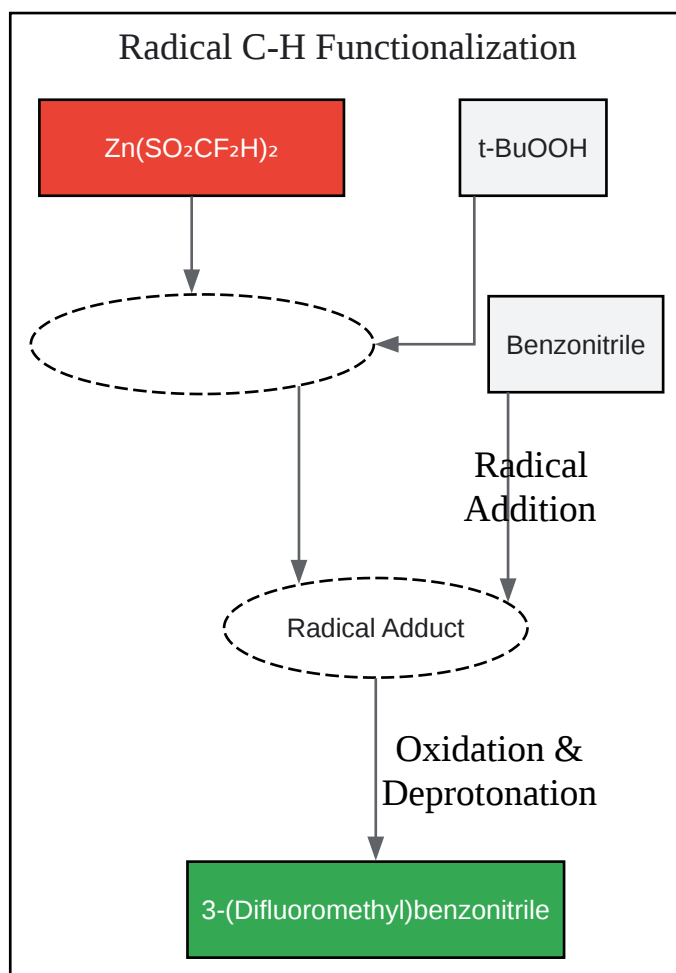 Radical C-H Functionalization
Zn(SO₂CF₂H)₂
t-BuOOH
Benzonitrile
Radical
Addition
Radical Adduct
Oxidation &
Deprotonation
3-(Difluoromethyl)benzonitrile